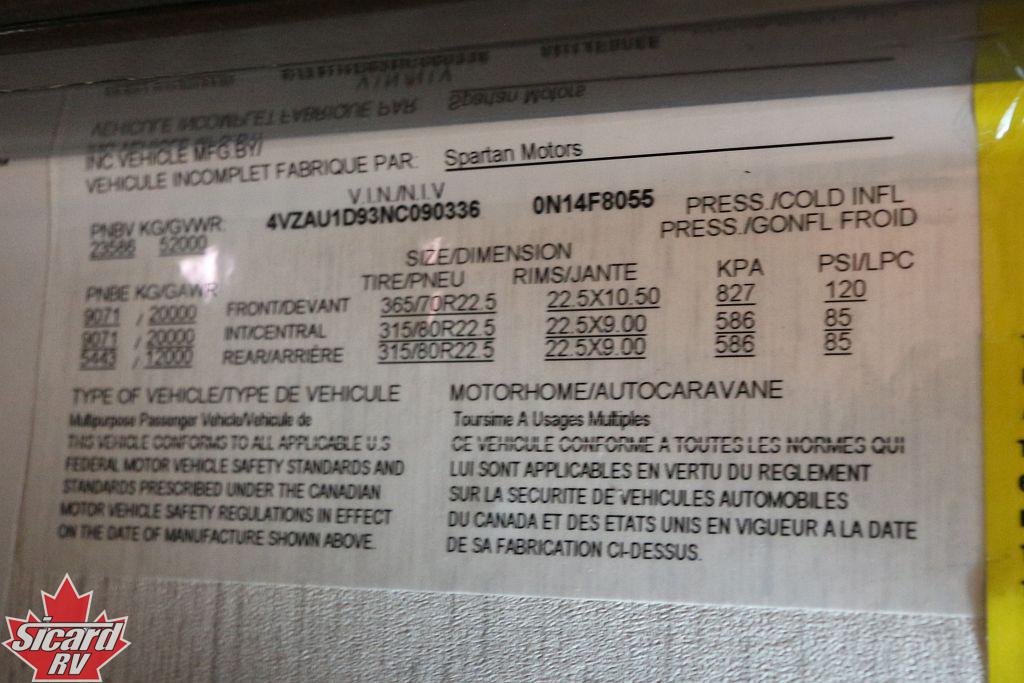 INC VEHICLE MFG.BY/
VEHICULE INCOMPLET FABRIQUE PAR: Spartan Motors
V.I.N./N.I.V
PNBV KG/GVWR: 4VZAU1D93NC090336 0N14F8055 PRESS./COLD INFL
23586 52000 PRESS./GONFL FROID
SIZE/DIMENSION
TIRE/PNEU RIMS/JANTE KPA PSI/LPC
PNBE KG/GAWR
9071 / 20000 FRONT/DEVANT 365/70R22.5 22.5X10.50 827 120
9071 / 20000 INT/CENTRAL 315/80R22.5 22.5X9.00 586 85
5443 / 12000 REAR/ARRIÈRE 315/80R22.5 22.5X9.00 586 85
TYPE OF VEHICLE/TYPE DE VEHICULE MOTORHOME/AUTOCARAVANE
Multipurpose Passenger Vehicle/Vehicule de Toursime A Usages Multiples
THIS VEHICLE CONFORMS TO ALL APPLICABLE U.S
FEDERAL MOTOR VEHICLE SAFETY STANDARDS AND
STANDARDS PRESCRIBED UNDER THE CANADIAN
MOTOR VEHICLE SAFETY REGULATIONS IN EFFECT
ON THE DATE OF MANUFACTURE SHOWN ABOVE.
CE VEHICULE CONFORME A TOUTES LES NORMES QUI
LUI SONT APPLICABLES EN VERTU DU REGLEMENT
SUR LA SECURITE DE VEHICULES AUTOMOBILES
DU CANADA ET DES ETATS UNIS EN VIGUEUR A LA DATE
DE SA FABRICATION CI-DESSUS.
Sicard
RV